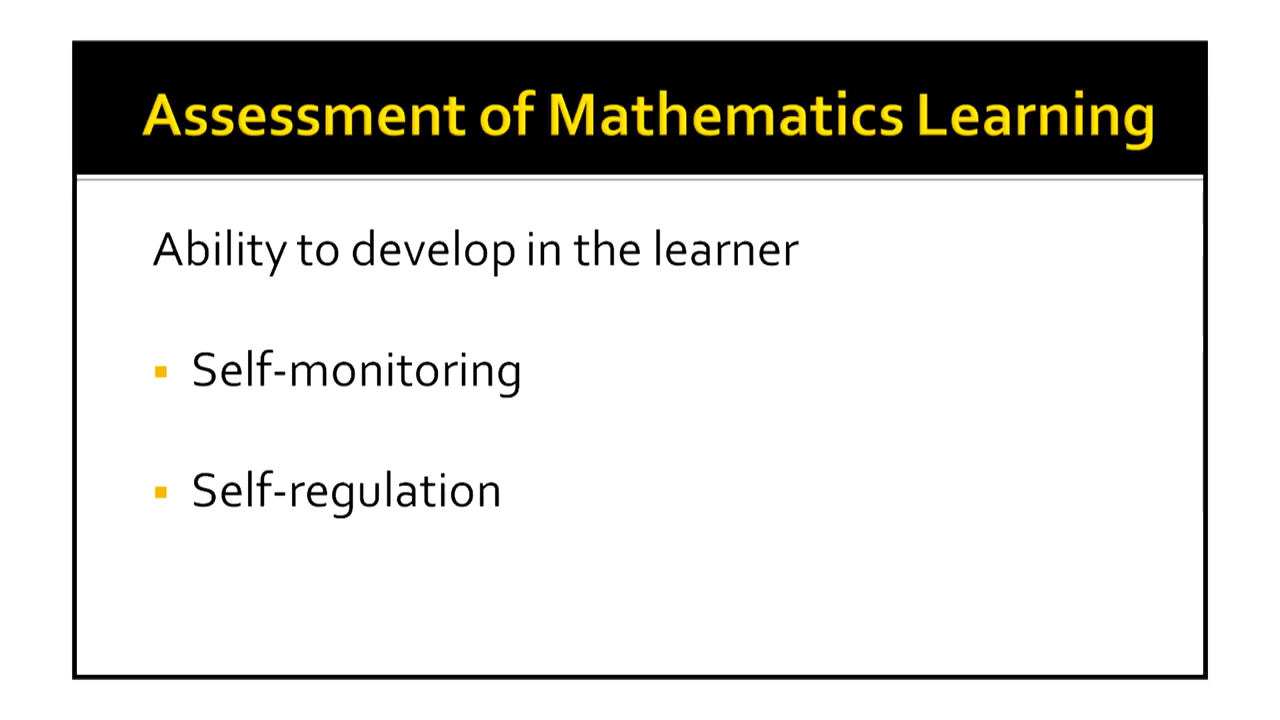 Assessment of Mathematics Learning
Ability to develop in the learner
Self-monitoring
Self-regulation